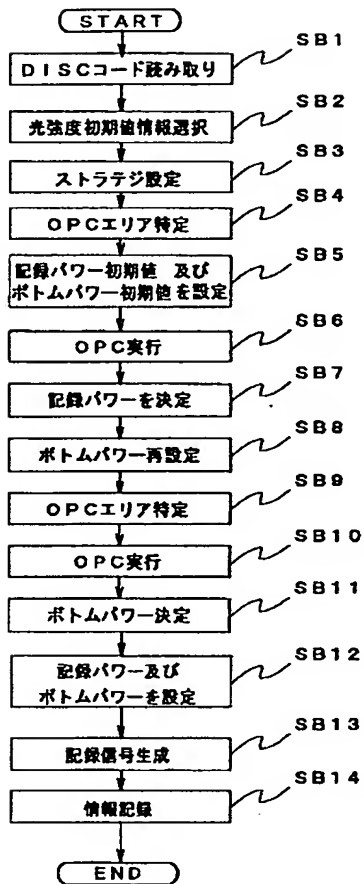 START
SB1
DISCコード読み取り
SB2
光強度初期値情報選択
SB3
ストラテジ設定
SB4
OPCエリア特定
SB5
記録パワー初期値 及び
ボトムパワー初期値を設定
SB6
OPC実行
SB7
記録パワーを決定
SB8
ボトムパワー再設定
SB9
OPCエリア特定
SB10
OPC実行
SB11
ボトムパワー決定
SB12
記録パワー及び
ボトムパワーを設定
SB13
記録信号生成
SB14
情報記録
END